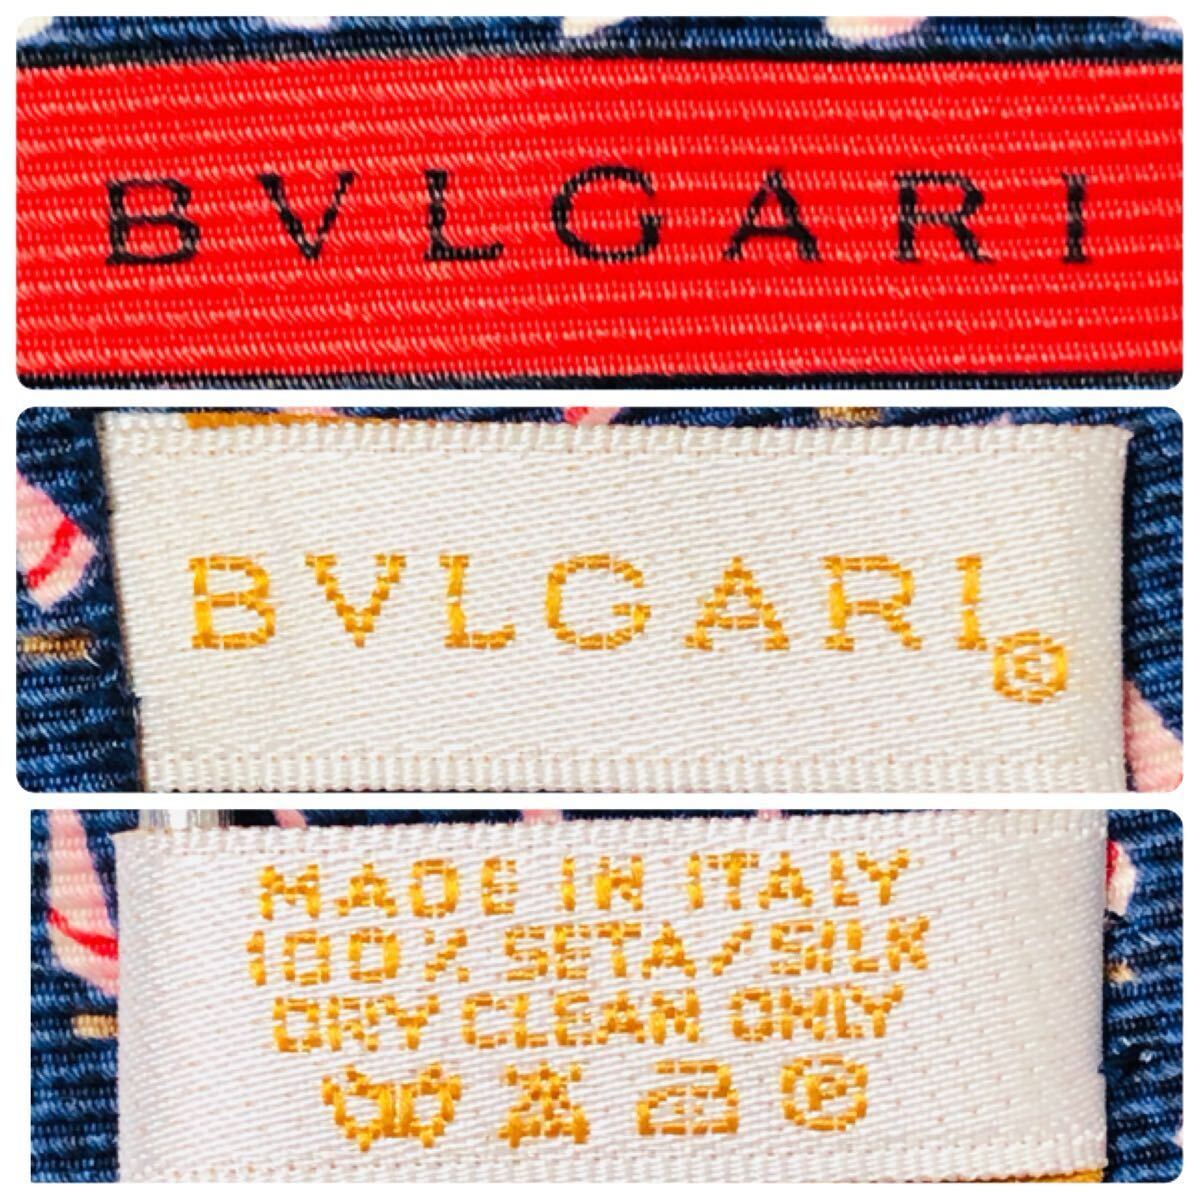 BVLGARI
BVLGARI®
MADE IN ITALY
100% SETA/SILK
DRY CLEAN ONLY
Ⓟ